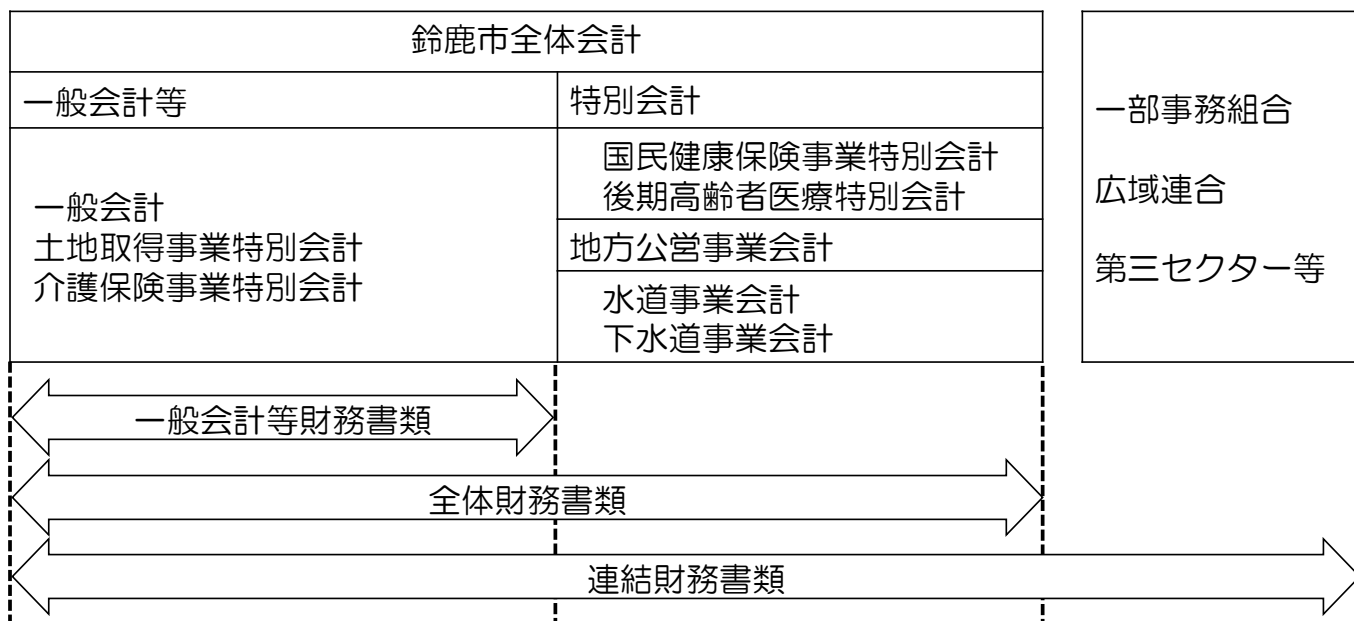 鈴鹿市全体会計
一般会計等
特別会計
一般会計
土地取得事業特別会計
介護保険事業特別会計
国民健康保険事業特別会計
後期高齢者医療特別会計
地方公営事業会計
水道事業会計
下水道事業会計
一部事務組合
広域連合
第三セクター等
一般会計等財務書類
全体財務書類
連結財務書類